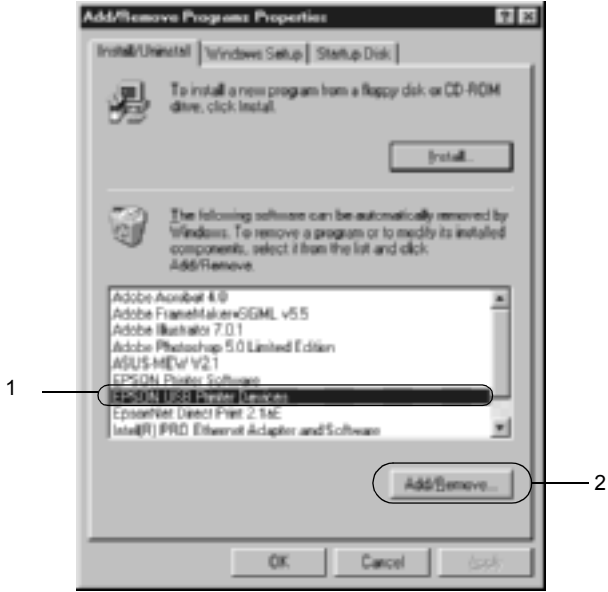 Add/Remove Programs Properties
Install/Uninstall Windows Setup Startup Disk
To install a new program from a floppy disk or CD-ROM
drive, click Install.
Install...
The following software can be automatically removed by
Windows. To remove a program or to modify its installed
components, select it from the list and click
Add/Remove.
Adobe Acrobat 4.0
Adobe FrameMaker+SGML v5.5
Adobe Illustrator 7.0.1
Adobe Photoshop 5.0 Limited Edition
ASUS-MEW V2.1
EPSON Printer Software
1
EPSON USB Printer Devices
EpsonNet Direct Print 2.1aE
Intel(R) PRO Ethernet Adapter and Software
Add/Remove...
2
OK Cancel Apply